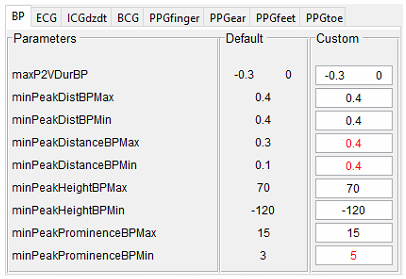 BP ECG ICGdzdt BCG PPGfinger PPGear PPGfeet PPGtoe
Parameters Default Custom
maxP2VDurBP -0.3 0 -0.3 0
minPeakDistBPMax 0.4 0.4
minPeakDistBPMin 0.4 0.4
minPeakDistanceBPMax 0.3 0.4
minPeakDistanceBPMin 0.1 0.4
minPeakHeightBPMax 70 70
minPeakHeightBPMin -120 -120
minPeakProminenceBPMax 15 15
minPeakProminenceBPMin 3 5